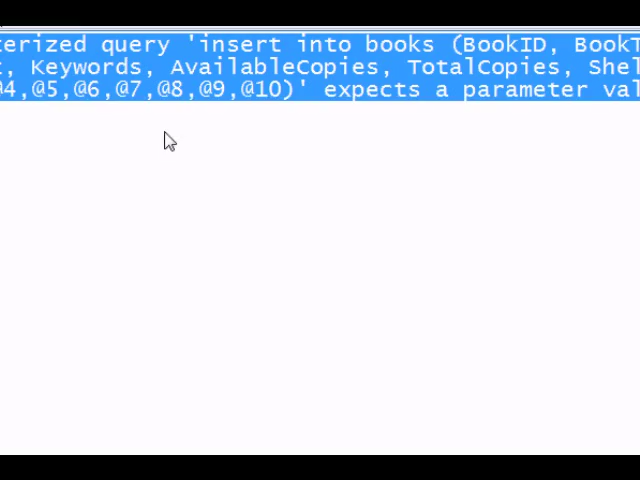 terized query 'insert into books (BookID, BookT
, Keywords, AvailableCopies, TotalCopies, Shel
@4,@5,@6,@7,@8,@9,@10)' expects a parameter val